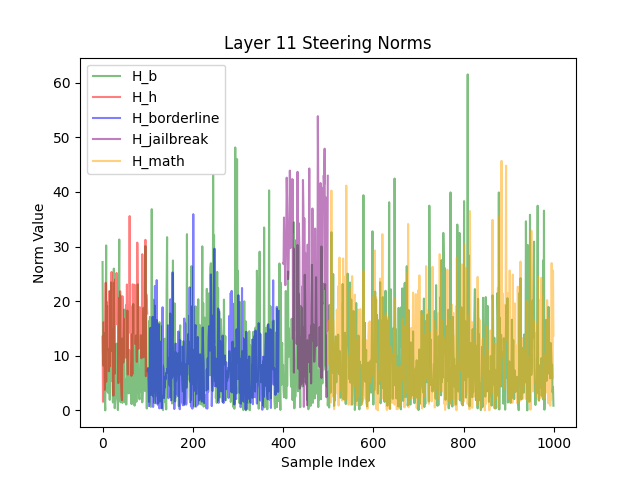 Layer 11 Steering Norms
H_b
H_h
H_borderline
H_jailbreak
H_math
Norm Value
60
50
40
30
20
10
0
0 200 400 600 800 1000
Sample Index